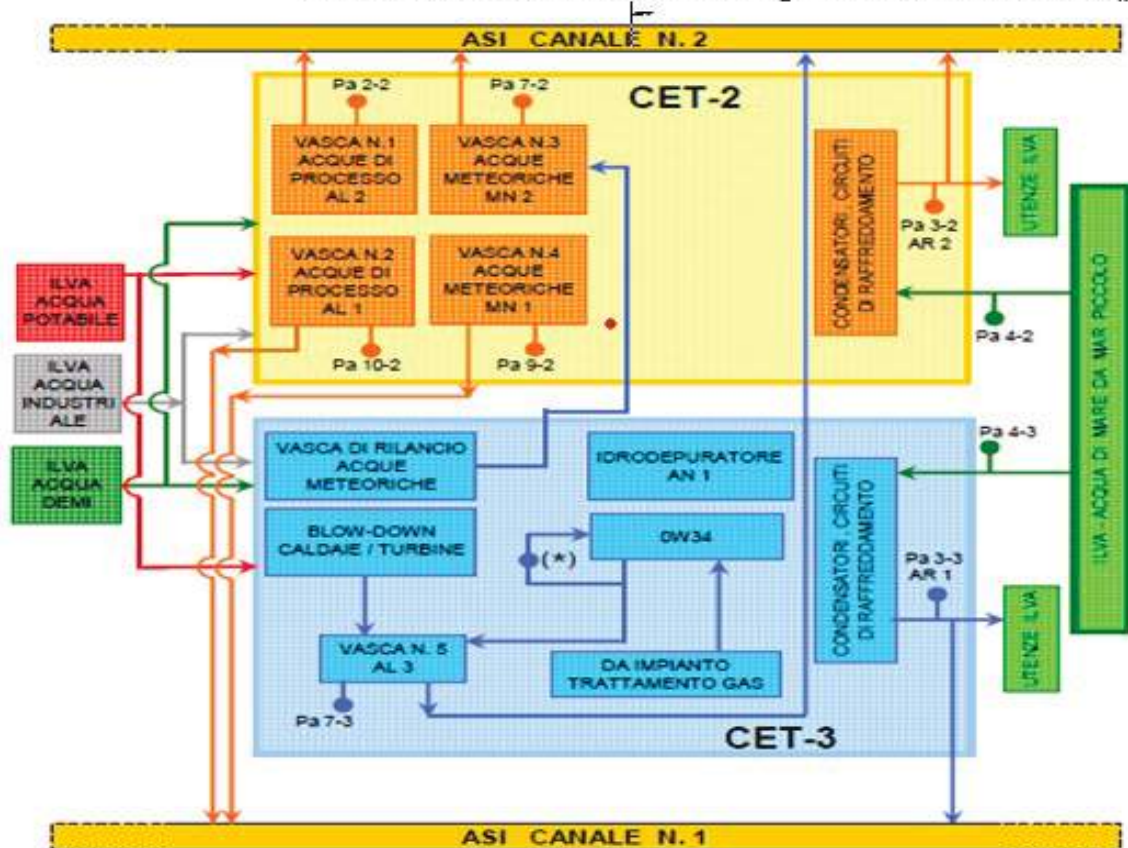 ASI CANALE N. 2
CET-2
Pa 2-2
Pa 7-2
VASCA N.1
ACQUE DI
PROCESSO
AL 2
VASCA N.3
ACQUE
METEORICHE
MN 2
VASCA N.2
ACQUE DI
PROCESSO
AL 1
VASCA N.4
ACQUE
METEORICHE
MN 1
Pa 10-2
Pa 9-2
CONDENSATORI, CIRCUITI
DI RAFFREDDAMENTO
Pa 3-2
AR 2
UTENZE ILVA
Pa 4-2
ILVA - ACQUA DI MARE DA MAR PICCOLO
ILVA
ACQUA
POTABILE
ILVA
ACQUA
INDUSTRI
ALE
ILVA
ACQUA
DEMI
VASCA DI RILANCIO
ACQUE
METEORICHE
IDRODEPURATORE
AN 1
BLOW-DOWN
CALDAIE / TURBINE
(*)
0W34
VASCA N. 5
AL 3
DA IMPIANTO
TRATTAMENTO GAS
Pa 7-3
CONDENSATORI, CIRCUITI
DI RAFFREDDAMENTO
Pa 4-3
Pa 3-3
AR 1
UTENZE ILVA
CET-3
ASI CANALE N. 1